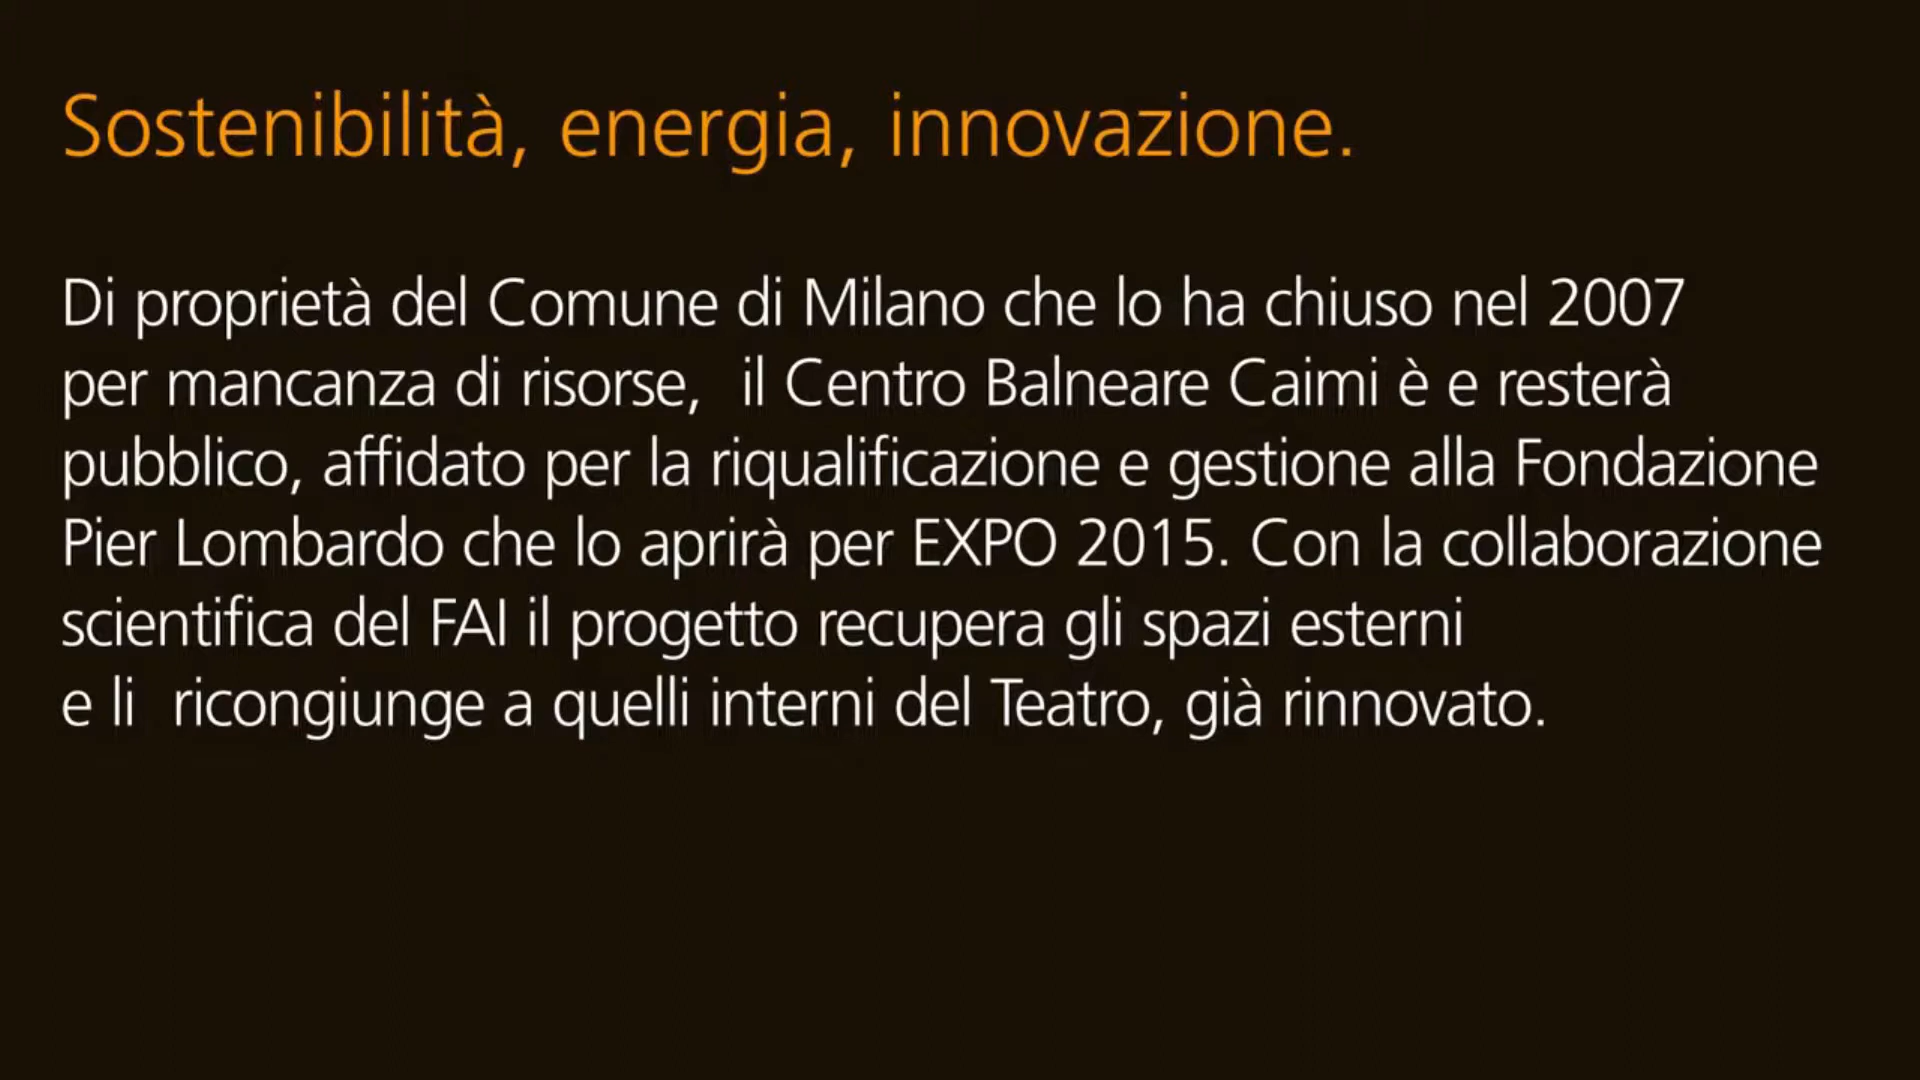 Sostenibilità, energia, innovazione.
Di proprietà del Comune di Milano che lo ha chiuso nel 2007
per mancanza di risorse, il Centro Balneare Caimi è e resterà
pubblico, affidato per la riqualificazione e gestione alla Fondazione
Pier Lombardo che lo aprirà per EXPO 2015. Con la collaborazione
scientifica del FAI il progetto recupera gli spazi esterni
e li ricongiunge a quelli interni del Teatro, già rinnovato.